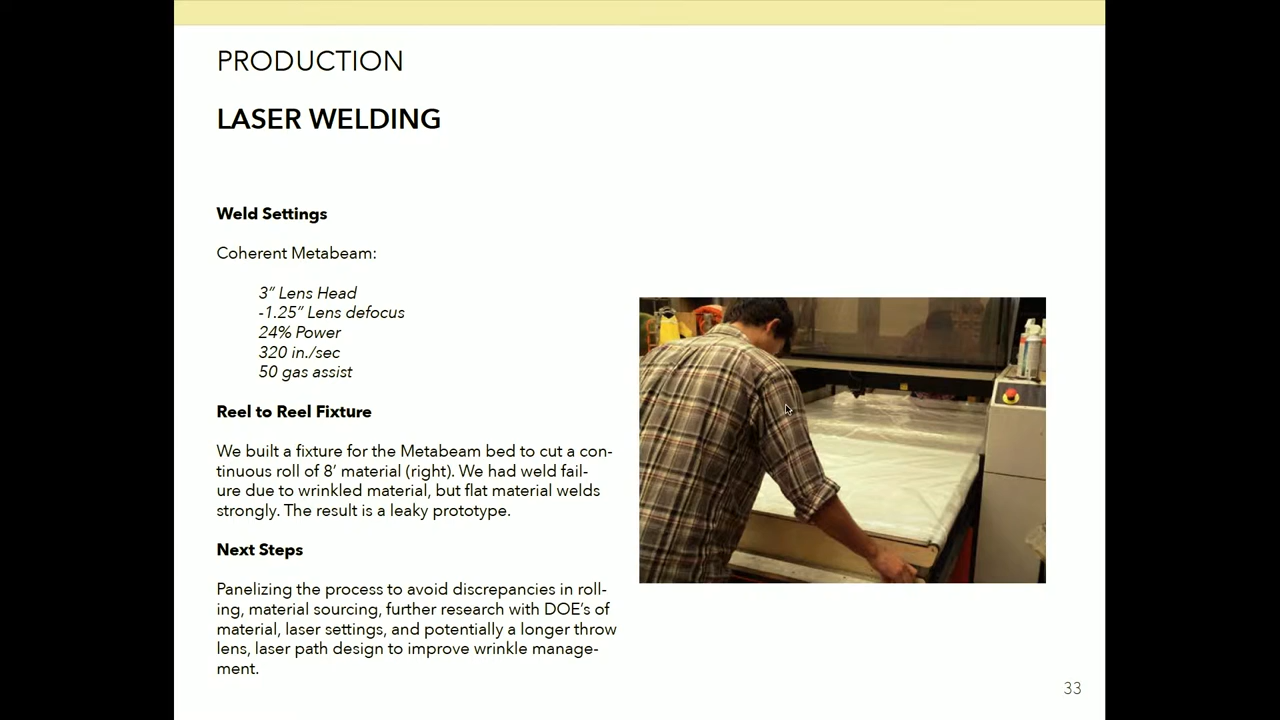 PRODUCTION
LASER WELDING
Weld Settings
Coherent Metabeam:
3” Lens Head
-1.25” Lens defocus
24% Power
320 in./sec
50 gas assist
Reel to Reel Fixture
We built a fixture for the Metabeam bed to cut a con-
tinuous roll of 8’ material (right). We had weld fail-
ure due to wrinkled material, but flat material welds
strongly. The result is a leaky prototype.
Next Steps
Panelizing the process to avoid discrepancies in roll-
ing, material sourcing, further research with DOE’s of
material, laser settings, and potentially a longer throw
lens, laser path design to improve wrinkle manage-
ment.
33